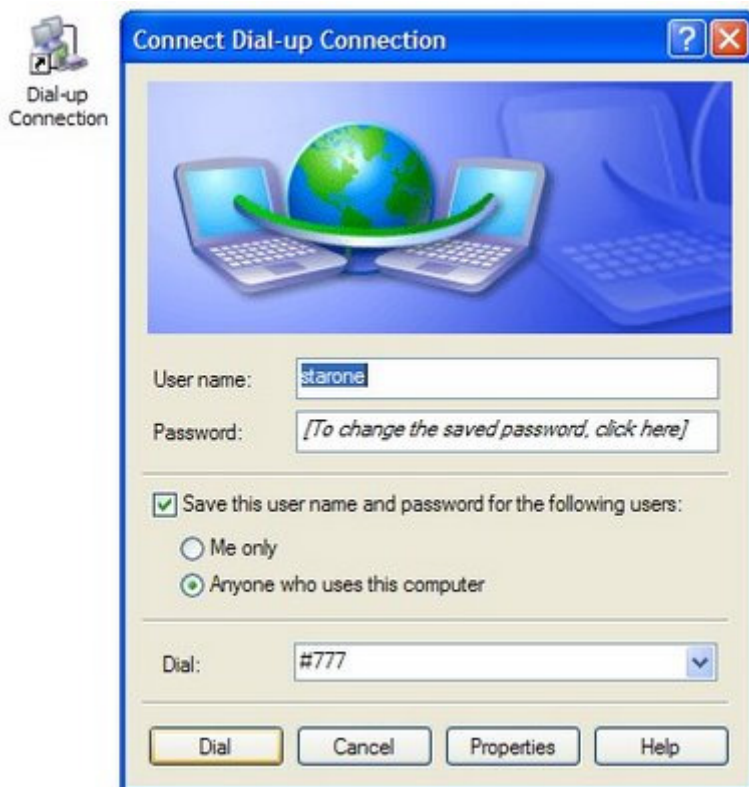 Dial-up
Connection
Connect Dial-up Connection
User name:
starone
Password:
[To change the saved password, click here]
Save this user name and password for the following users:
Me only
Anyone who uses this computer
Dial:
#777
Dial
Cancel
Properties
Help